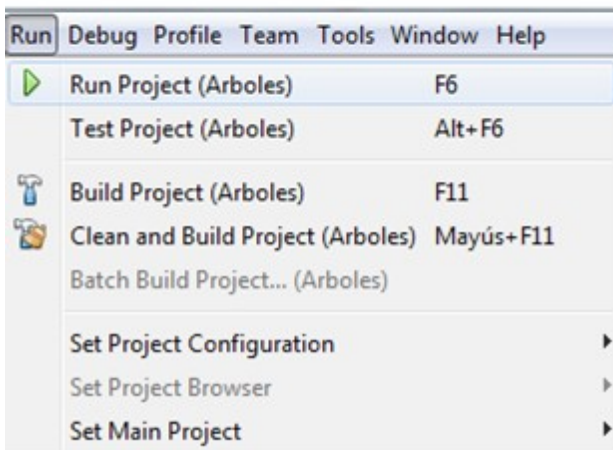 Run Debug Profile Team Tools Window Help
Run Project (Arboles) F6
Test Project (Arboles) Alt+F6
Build Project (Arboles) F11
Clean and Build Project (Arboles) Mayús+F11
Batch Build Project... (Arboles)
Set Project Configuration
Set Project Browser
Set Main Project